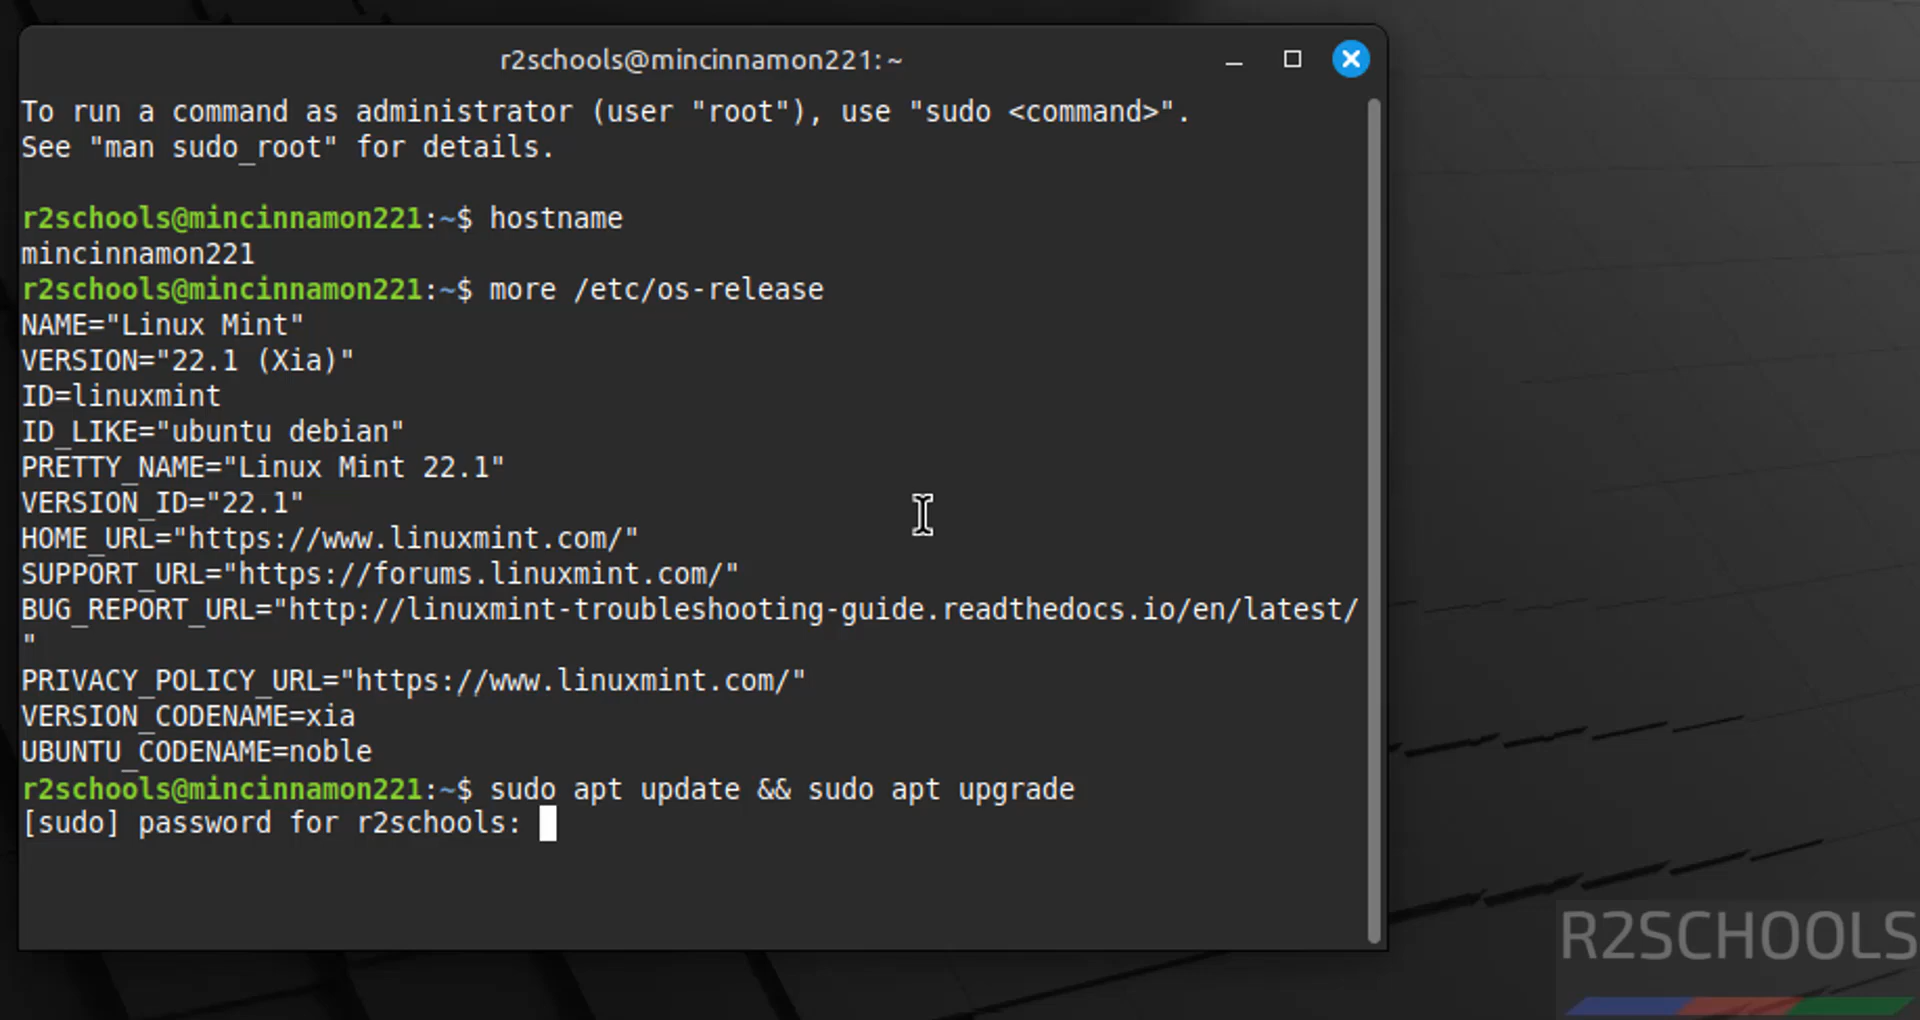 r2schools@mincinnamon221: ~
To run a command as administrator (user "root"), use "sudo <command>".
See "man sudo_root" for details.
r2schools@mincinnamon221:~$ hostname
mincinnamon221
r2schools@mincinnamon221:~$ more /etc/os-release
NAME="Linux Mint"
VERSION="22.1 (Xia)"
ID=linuxmint
ID_LIKE="ubuntu debian"
PRETTY_NAME="Linux Mint 22.1"
VERSION_ID="22.1"
HOME_URL="https://www.linuxmint.com/"
SUPPORT_URL="https://forums.linuxmint.com/"
BUG_REPORT_URL="http://linuxmint-troubleshooting-guide.readthedocs.io/en/latest/
"
PRIVACY_POLICY_URL="https://www.linuxmint.com/"
VERSION_CODENAME=xia
UBUNTU_CODENAME=noble
r2schools@mincinnamon221:~$ sudo apt update && sudo apt upgrade
[sudo] password for r2schools:
R2SCHOOLS